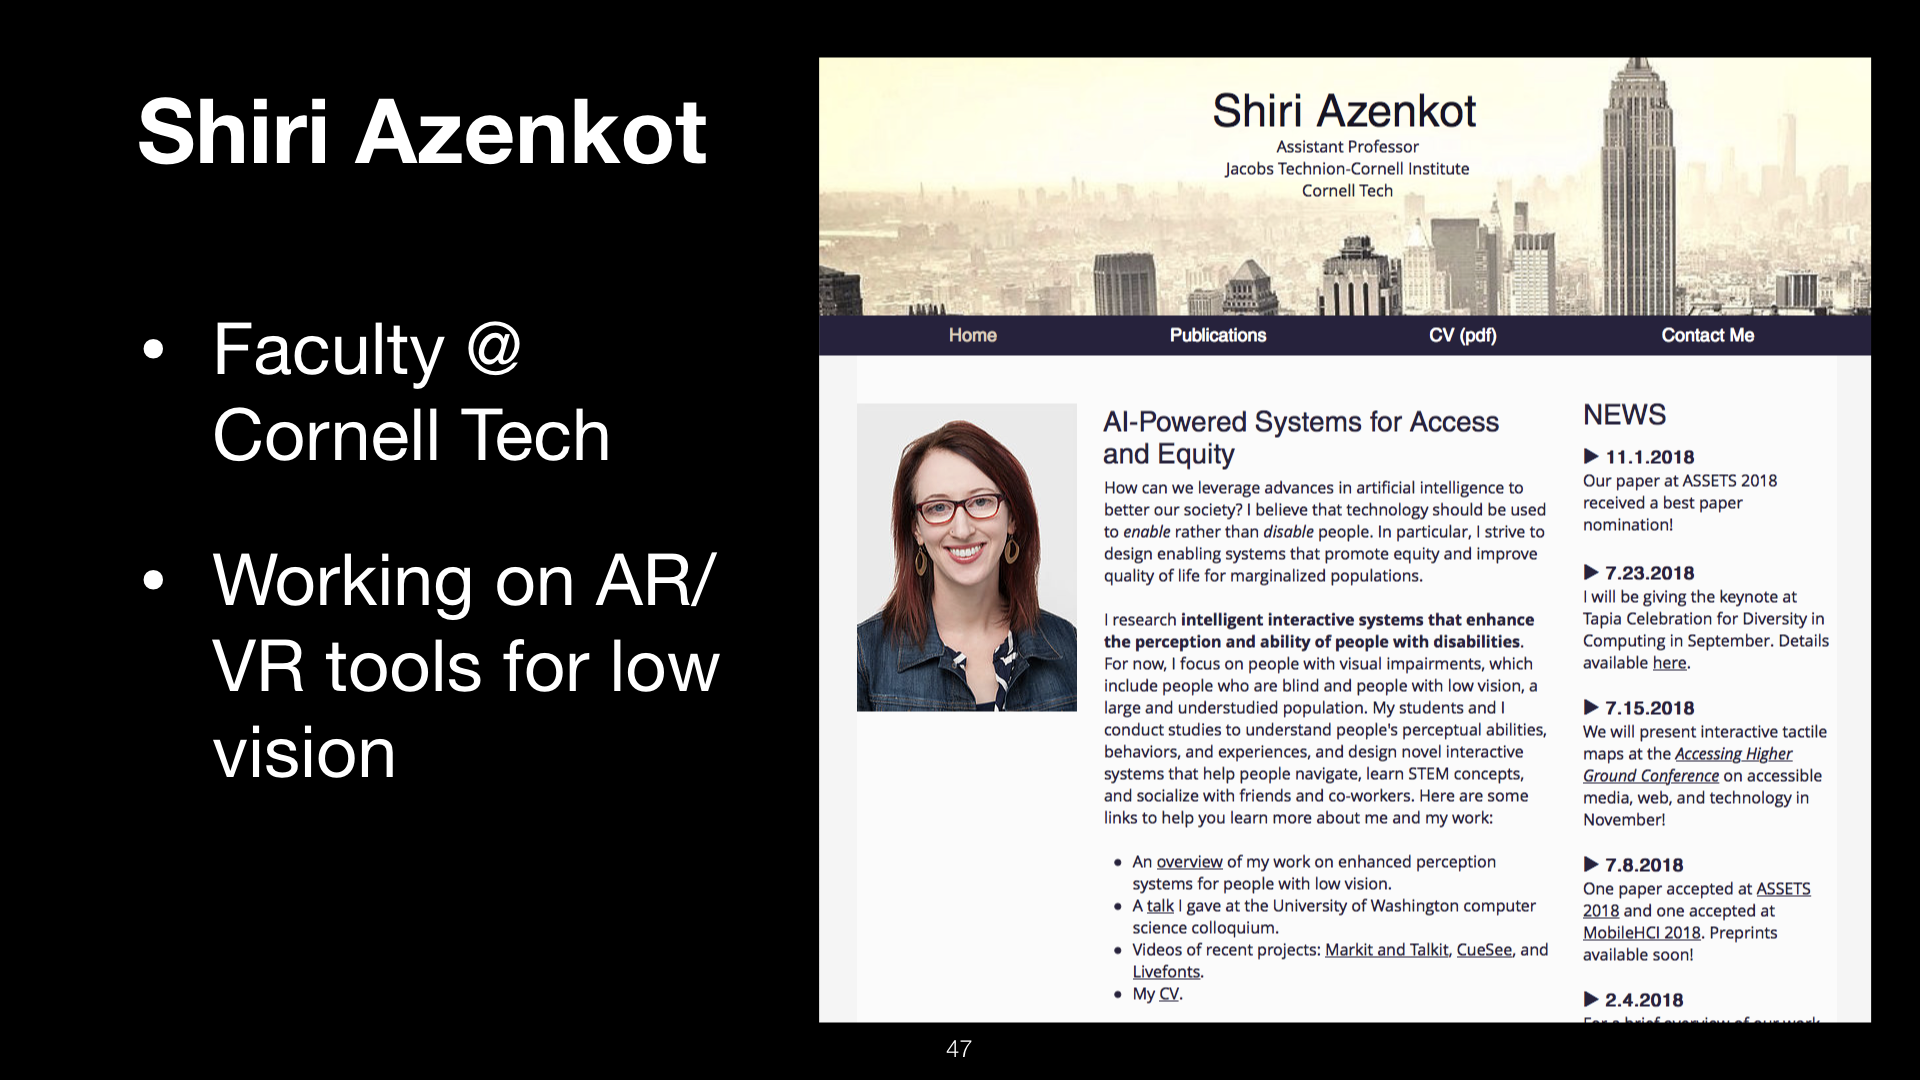 Shiri Azenkot
• Faculty @
Cornell Tech
• Working on AR/
VR tools for low
vision
Shiri Azenkot
Assistant Professor
Jacobs Technion-Cornell Institute
Cornell Tech
Home Publications CV (pdf) Contact Me
AI-Powered Systems for Access
and Equity
How can we leverage advances in artificial intelligence to
better our society? I believe that technology should be used
to enable rather than disable people. In particular, I strive to
design enabling systems that promote equity and improve
quality of life for marginalized populations.
I research intelligent interactive systems that enhance
the perception and ability of people with disabilities.
For now, I focus on people with visual impairments, which
include people who are blind and people with low vision, a
large and understudied population. My students and I
conduct studies to understand people's perceptual abilities,
behaviors, and experiences, and design novel interactive
systems that help people navigate, learn STEM concepts,
and socialize with friends and co-workers. Here are some
links to help you learn more about me and my work:
• An overview of my work on enhanced perception
systems for people with low vision.
• A talk I gave at the University of Washington computer
science colloquium.
• Videos of recent projects: Markit and Talkit, CueSee, and
Livefonts.
• My CV.
NEWS
▶ 11.1.2018
Our paper at ASSETS 2018
received a best paper
nomination!
▶ 7.23.2018
I will be giving the keynote at
Tapia Celebration for Diversity in
Computing in September. Details
available here.
▶ 7.15.2018
We will present interactive tactile
maps at the Accessing Higher
Ground Conference on accessible
media, web, and technology in
November!
▶ 7.8.2018
One paper accepted at ASSETS
2018 and one accepted at
MobileHCI 2018. Preprints
available soon!
▶ 2.4.2018
For a brief overview of our work
47